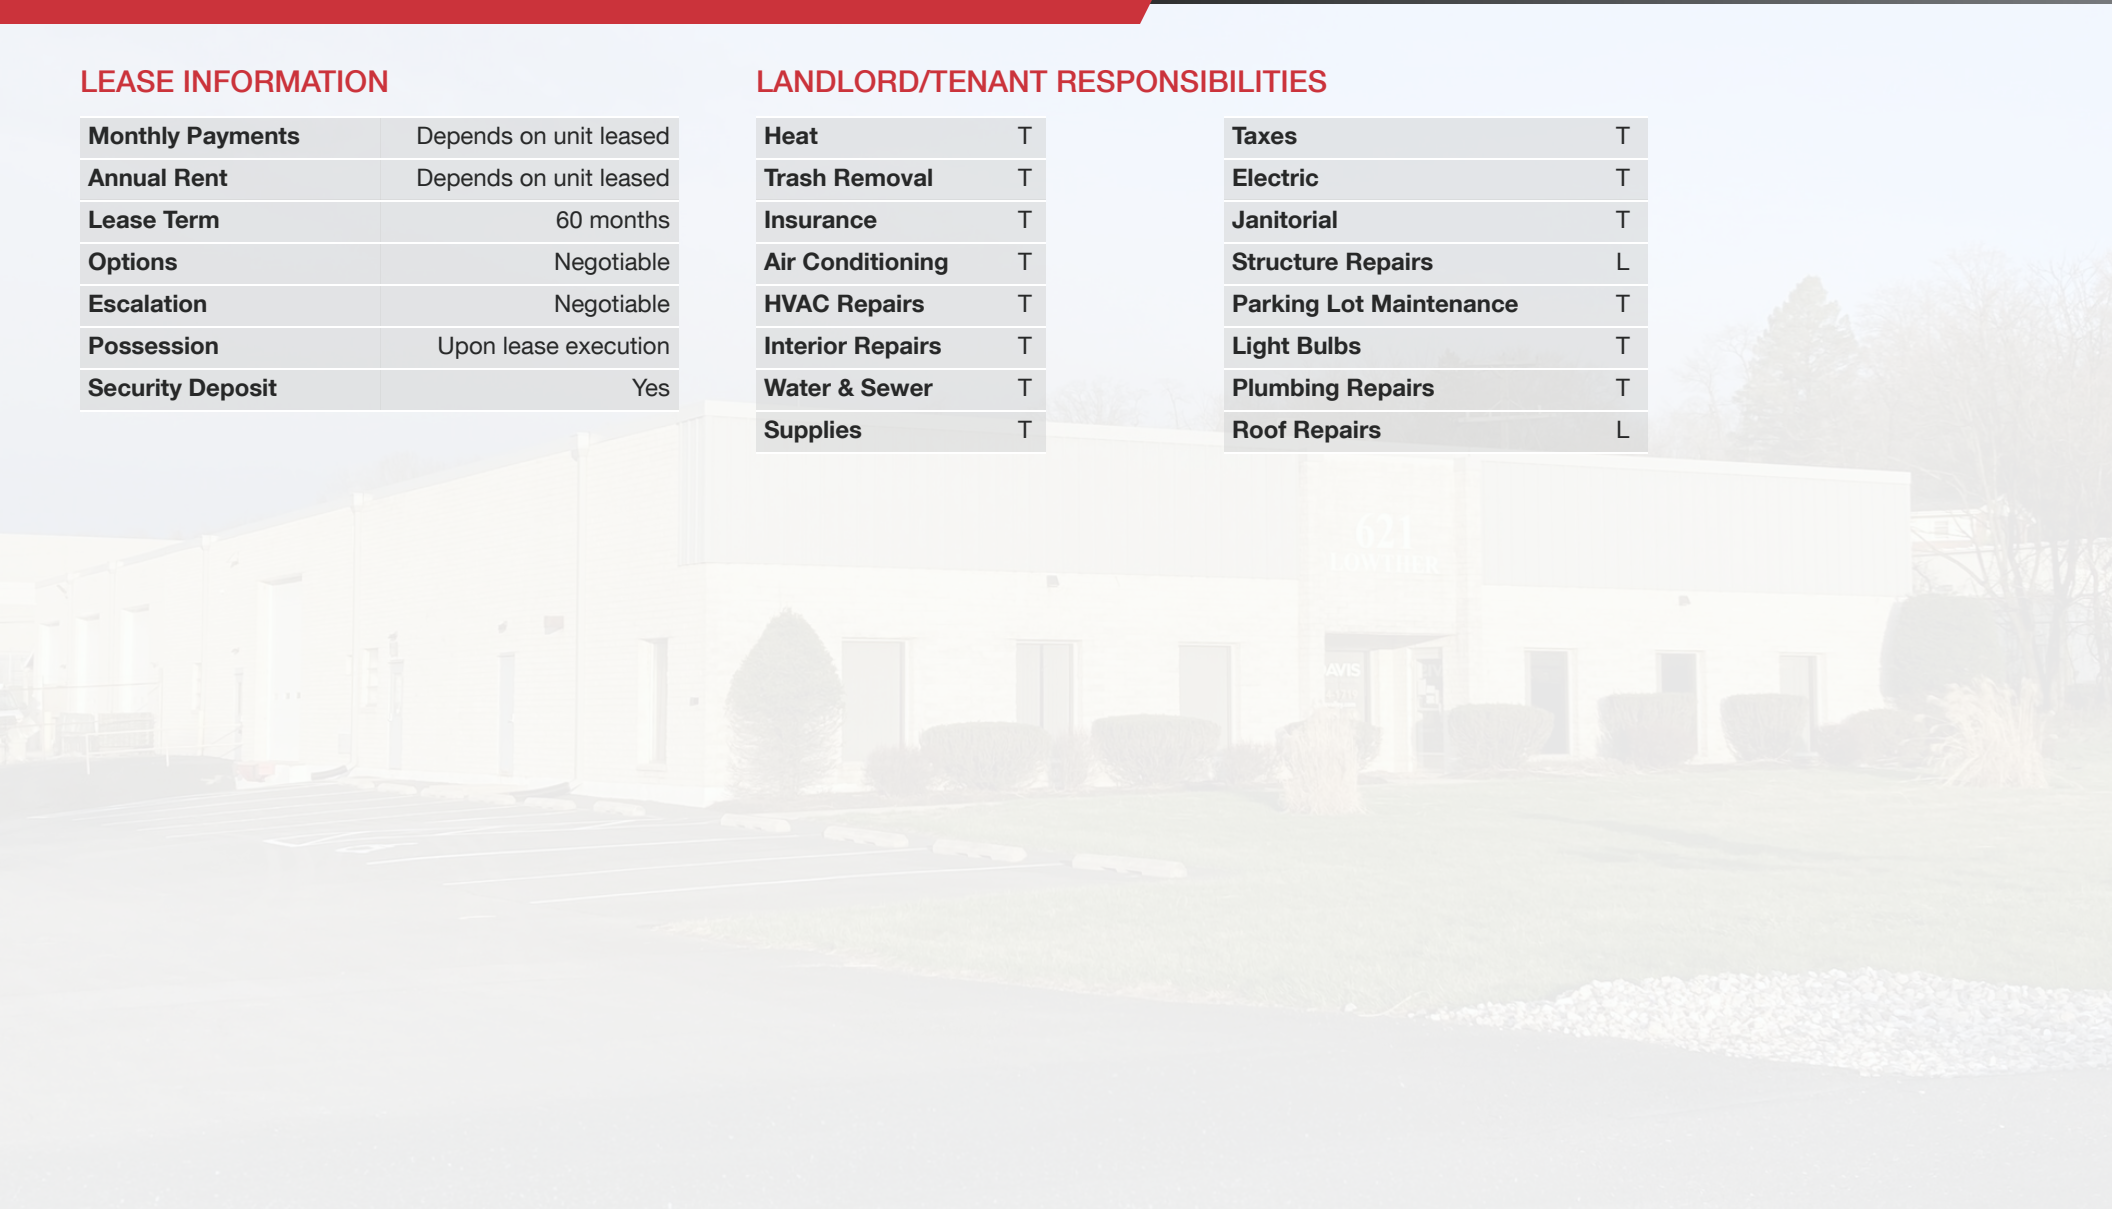 LEASE INFORMATION
Monthly Payments Depends on unit leased
Annual Rent Depends on unit leased
Lease Term 60 months
Options Negotiable
Escalation Negotiable
Possession Upon lease execution
Security Deposit Yes
LANDLORD/TENANT RESPONSIBILITIES
Heat T
Trash Removal T
Insurance T
Air Conditioning T
HVAC Repairs T
Interior Repairs T
Water & Sewer T
Supplies T
Taxes T
Electric T
Janitorial T
Structure Repairs L
Parking Lot Maintenance T
Light Bulbs T
Plumbing Repairs T
Roof Repairs L
621
LOWTHER